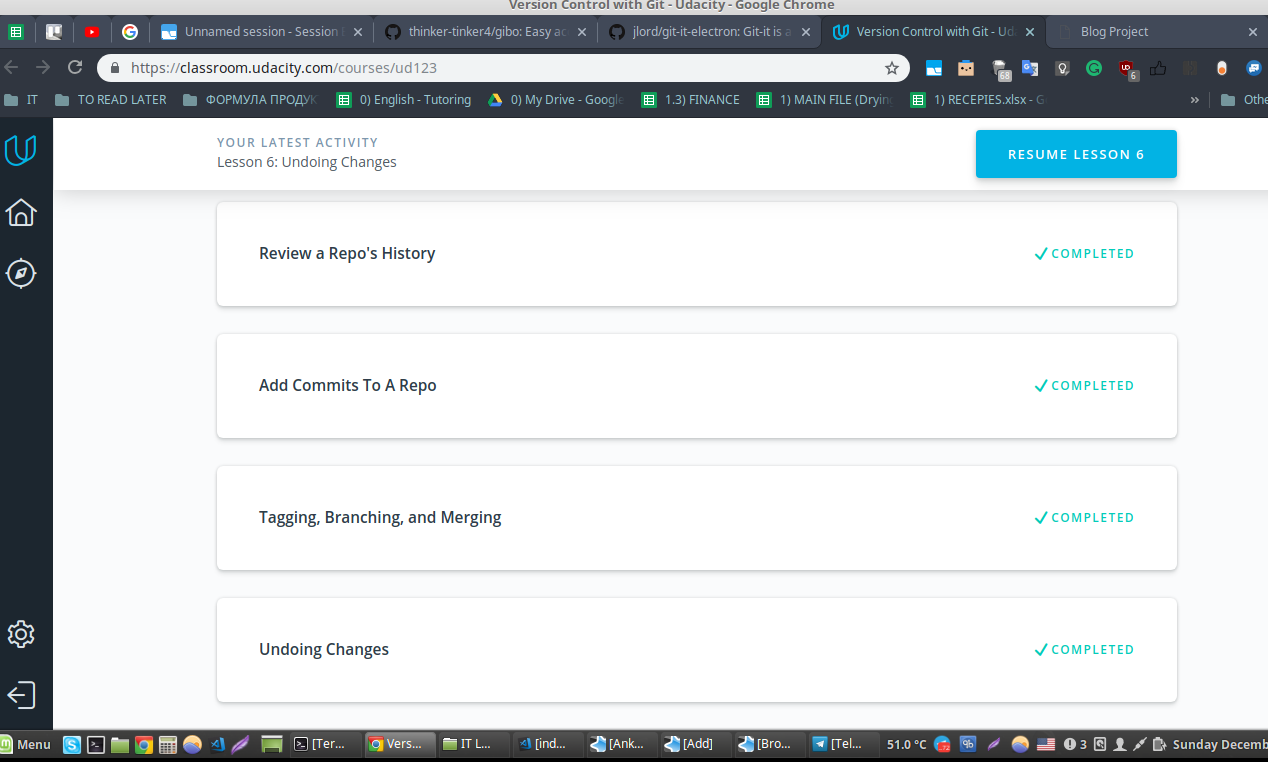 Version Control with Git - Udacity - Google Chrome
Unnamed session - Session
thinker-tinker4/gibo: Easy ac
jlord/git-it-electron: Git-it is a
Version Control with Git - Ud
Blog Project
https://classroom.udacity.com/courses/ud123
68
6
IT
TO READ LATER
ФОРМУЛА ПРОДУК
0) English - Tutoring
0) My Drive - Google
1.3) FINANCE
1) MAIN FILE (Drying
1) RECEPIES.xlsx - G
»
Othe
YOUR LATEST ACTIVITY
Lesson 6: Undoing Changes
RESUME LESSON 6
Review a Repo's History
COMPLETED
Add Commits To A Repo
COMPLETED
Tagging, Branching, and Merging
COMPLETED
Undoing Changes
COMPLETED
Menu
[Ter...
Vers...
IT L...
[ind...
[Ank...
[Add]
[Bro...
[Tel...
51.0 °C
3
Sunday Decemb